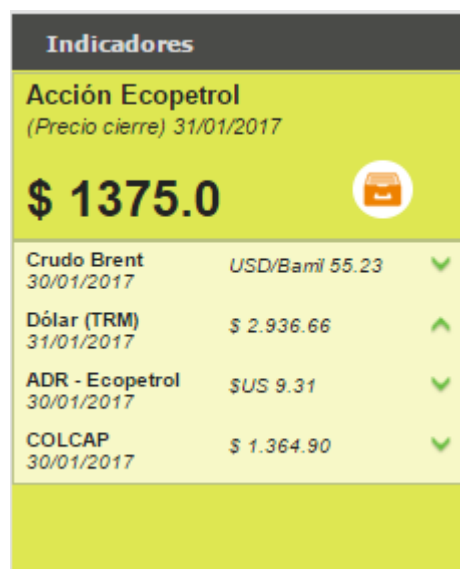 Indicadores
Acción Ecopetrol
(Precio cierre) 31/01/2017
$ 1375.0
Crudo Brent USD/Barril 55.23
30/01/2017
Dólar (TRM) $ 2.936.66
31/01/2017
ADR - Ecopetrol $US 9.31
30/01/2017
COLCAP $ 1.364.90
30/01/2017